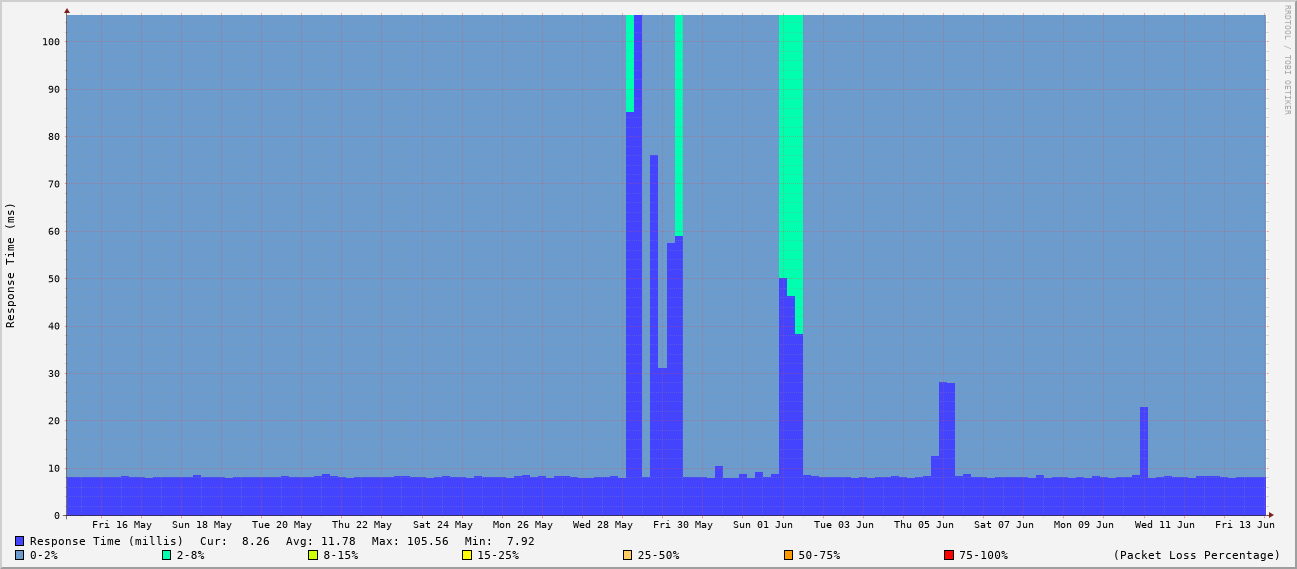 RRDTOOL / TOBI OETIKER
Response Time (ms)
100
90
80
70
60
50
40
30
20
10
0
Fri 16 May Sun 18 May Tue 20 May Thu 22 May Sat 24 May Mon 26 May Wed 28 May Fri 30 May Sun 01 Jun Tue 03 Jun Thu 05 Jun Sat 07 Jun Mon 09 Jun Wed 11 Jun Fri 13 Jun
Response Time (millis) Cur: 8.26 Avg: 11.78 Max: 105.56 Min: 7.92
0-2% 2-8% 8-15% 15-25% 25-50% 50-75% 75-100% (Packet Loss Percentage)